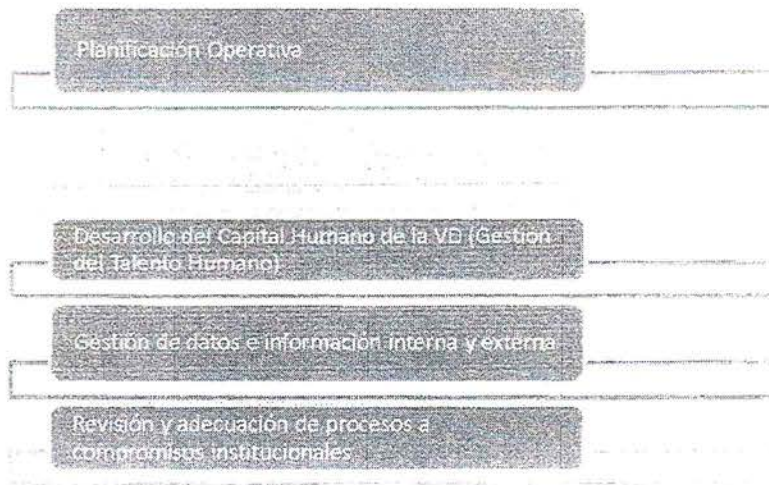 Planificación Operativa
Desarrollo del Capital Humano de la VD (Gestión
del Talento Humano)
Gestión de datos e información interna y externa
Revisión y adecuación de procesos a
compromisos institucionales